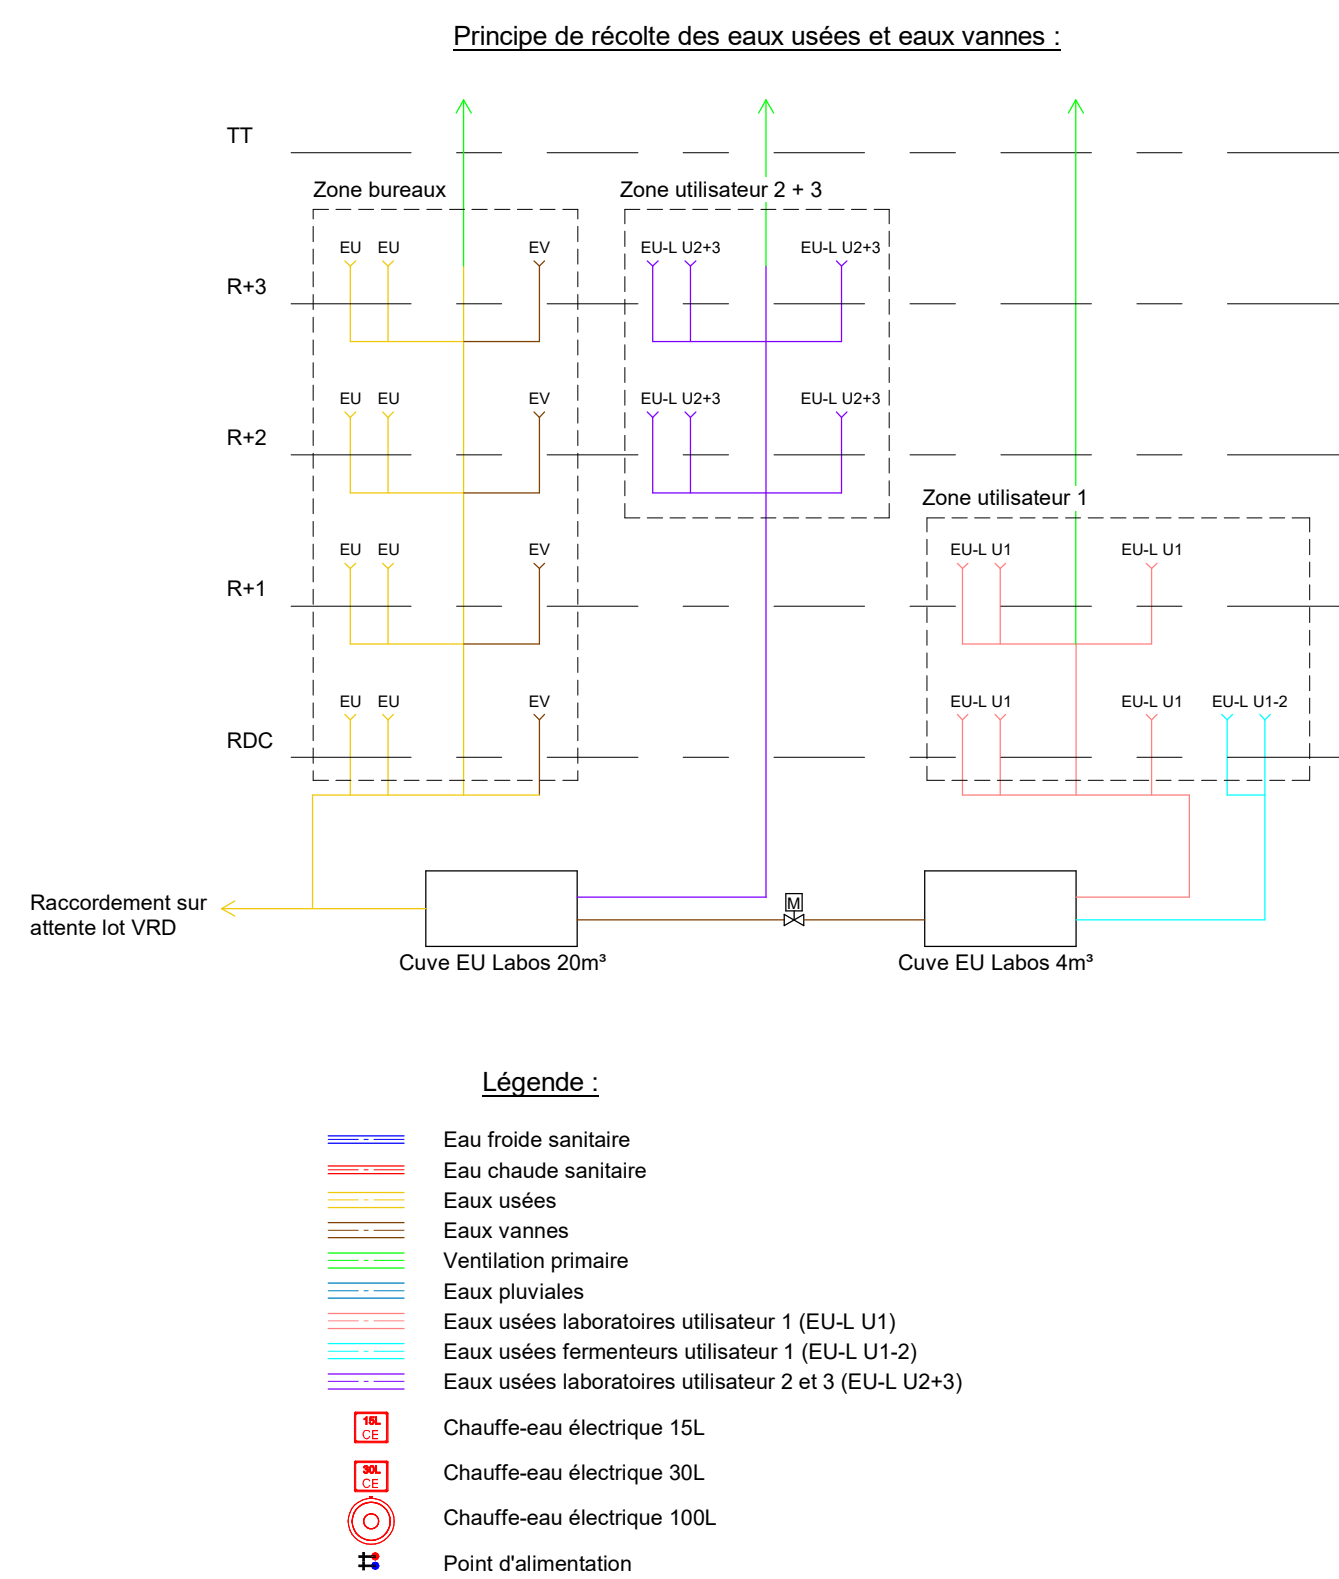 Principe de récolte des eaux usées et eaux vannes :
TT
Zone bureaux
Zone utilisateur 2 + 3
EU EU EV
EU-L U2+3 EU-L U2+3
R+3
EU EU EV
EU-L U2+3 EU-L U2+3
R+2
Zone utilisateur 1
EU EU EV
EU-L U1 EU-L U1
R+1
EU EU EV
EU-L U1 EU-L U1 EU-L U1-2
RDC
Raccordement sur
attente lot VRD
M
Cuve EU Labos 20m³
Cuve EU Labos 4m³
Légende :
Eau froide sanitaire
Eau chaude sanitaire
Eaux usées
Eaux vannes
Ventilation primaire
Eaux pluviales
Eaux usées laboratoires utilisateur 1 (EU-L U1)
Eaux usées fermenteurs utilisateur 1 (EU-L U1-2)
Eaux usées laboratoires utilisateur 2 et 3 (EU-L U2+3)
15L
CE
Chauffe-eau électrique 15L
30L
CE
Chauffe-eau électrique 30L
Chauffe-eau électrique 100L
Point d'alimentation